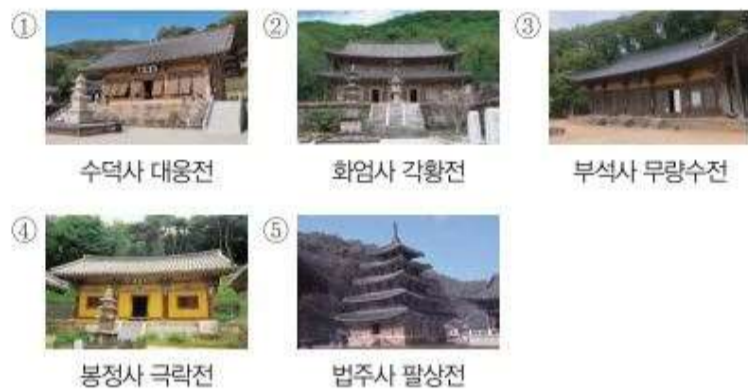 ① ② ③
수덕사 대웅전 화엄사 각황전 부석사 무량수전
④ ⑤
봉정사 극락전 법주사 팔상전